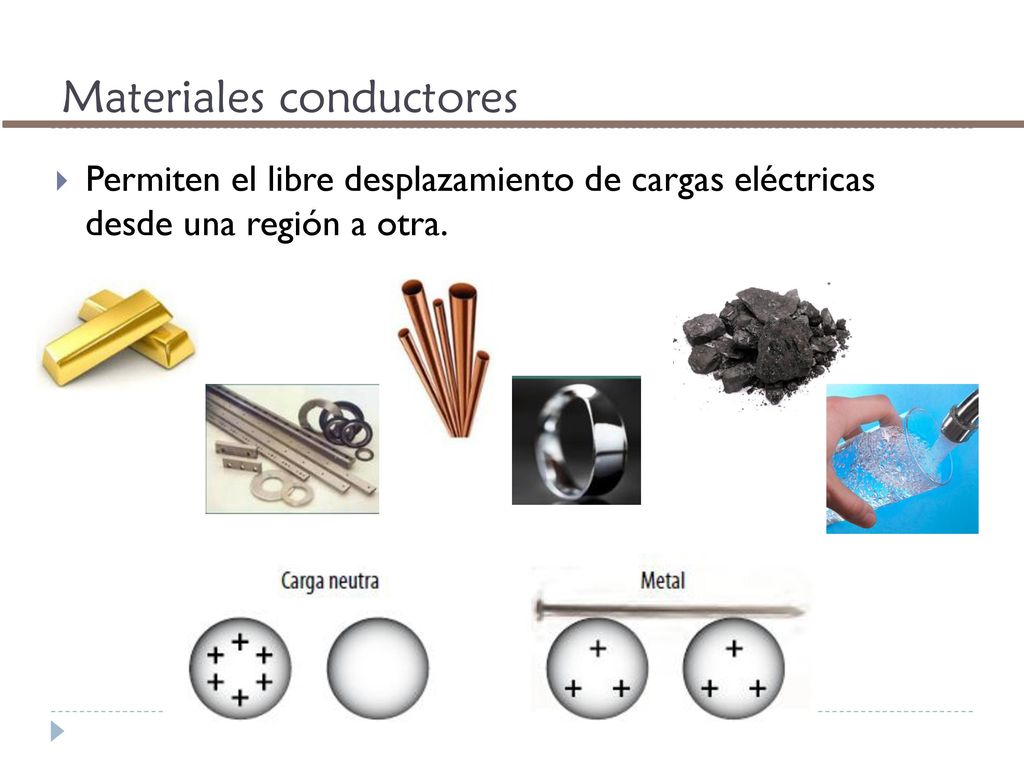 Materiales conductores
Permiten el libre desplazamiento de cargas eléctricas
desde una región a otra.
Carga neutra
Metal
+ + + + + +
+ + +
+ + +